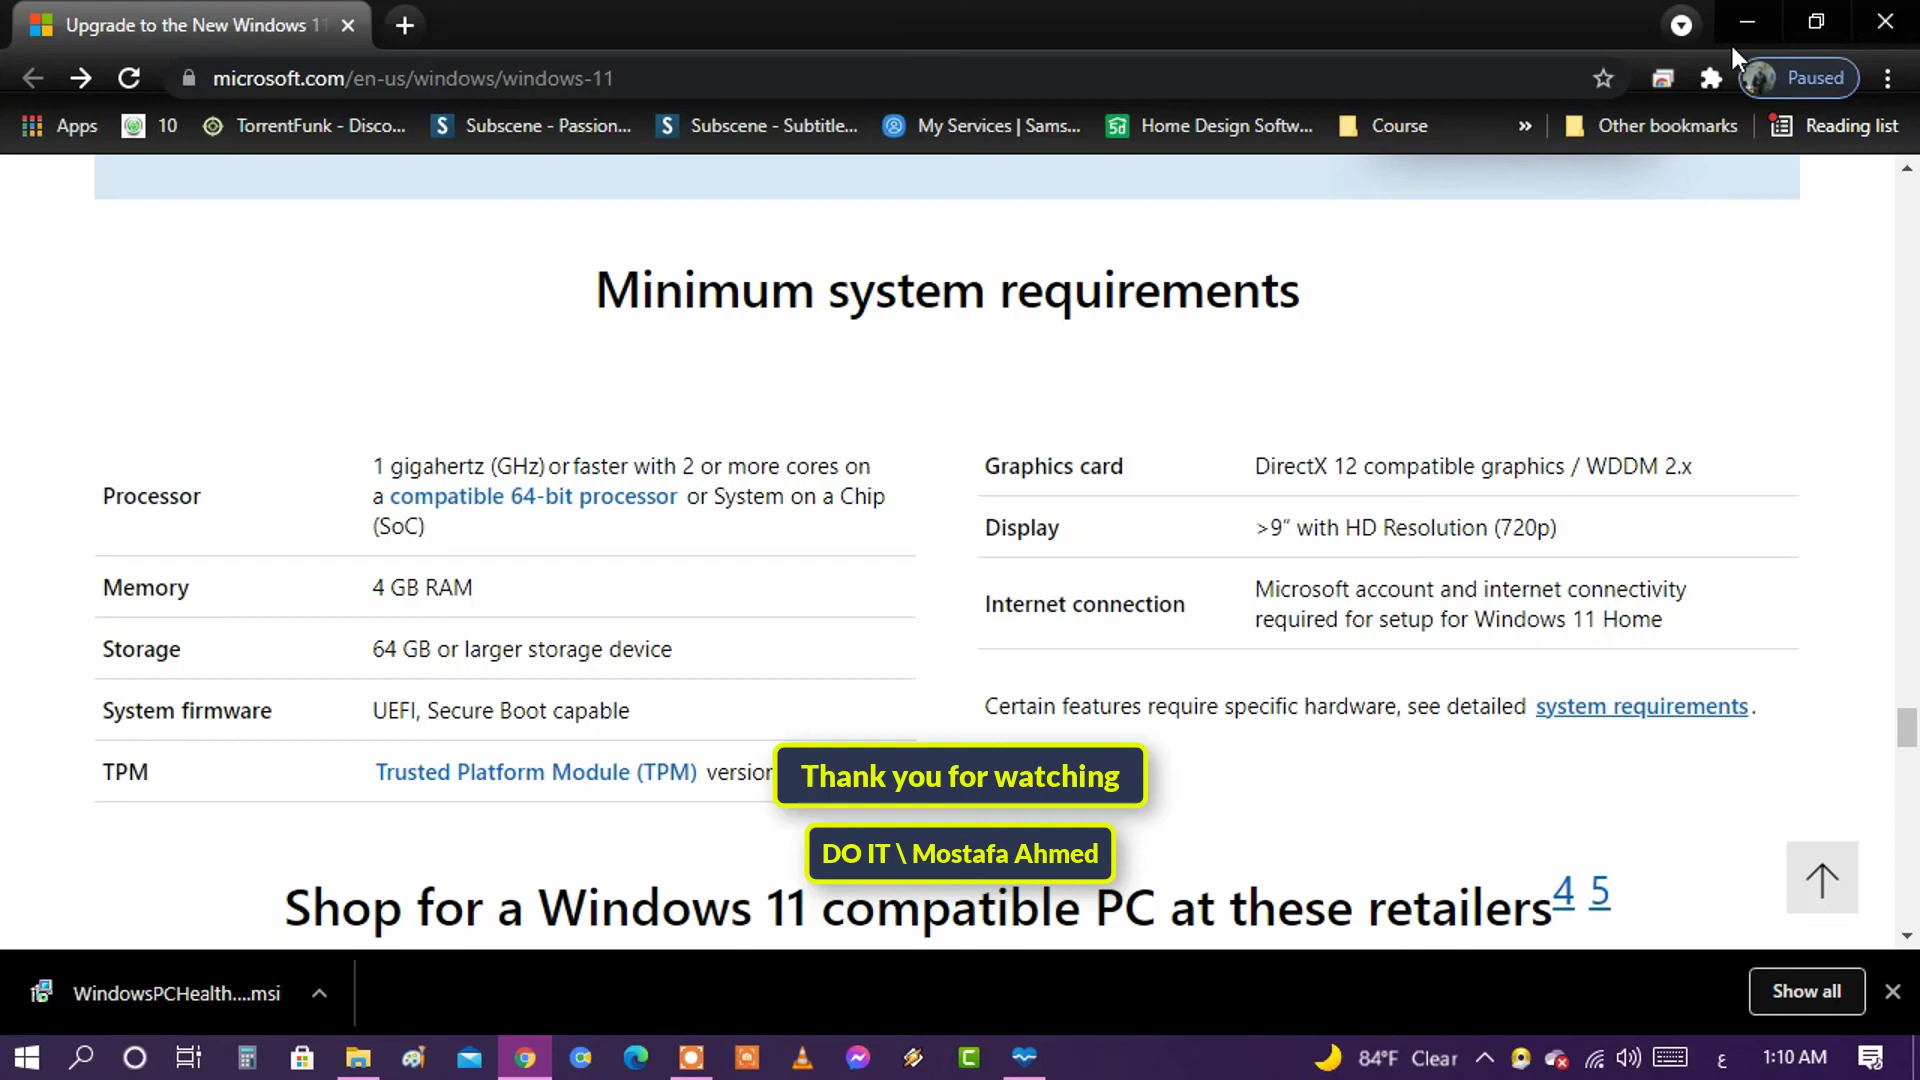 Upgrade to the New Windows 11
microsoft.com/en-us/windows/windows-11
Paused
Apps
10
TorrentFunk - Disco...
Subscene - Passion...
Subscene - Subtitle...
My Services | Sams...
Home Design Softw...
Course
»
Other bookmarks
Reading list
Minimum system requirements
Processor
1 gigahertz (GHz) or faster with 2 or more cores on
a compatible 64-bit processor or System on a Chip
(SoC)
Memory
4 GB RAM
Storage
64 GB or larger storage device
System firmware
UEFI, Secure Boot capable
TPM
Trusted Platform Module (TPM) version
Graphics card
DirectX 12 compatible graphics / WDDM 2.x
Display
>9" with HD Resolution (720p)
Internet connection
Microsoft account and internet connectivity
required for setup for Windows 11 Home
Certain features require specific hardware, see detailed system requirements.
Thank you for watching
DO IT \ Mostafa Ahmed
Shop for a Windows 11 compatible PC at these retailers4 5
WindowsPCHealth....msi
Show all
84°F Clear
ع
1:10 AM